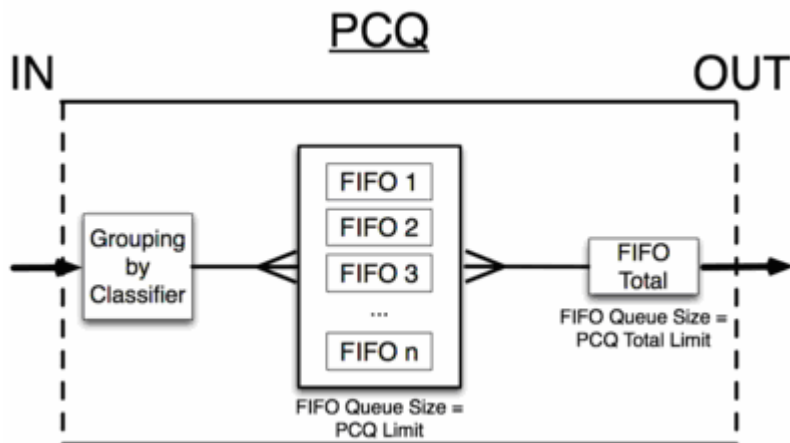 PCQ
IN
OUT
Grouping
by
Classifier
FIFO 1
FIFO 2
FIFO 3
...
FIFO n
FIFO Queue Size =
PCQ Limit
FIFO
Total
FIFO Queue Size =
PCQ Total Limit